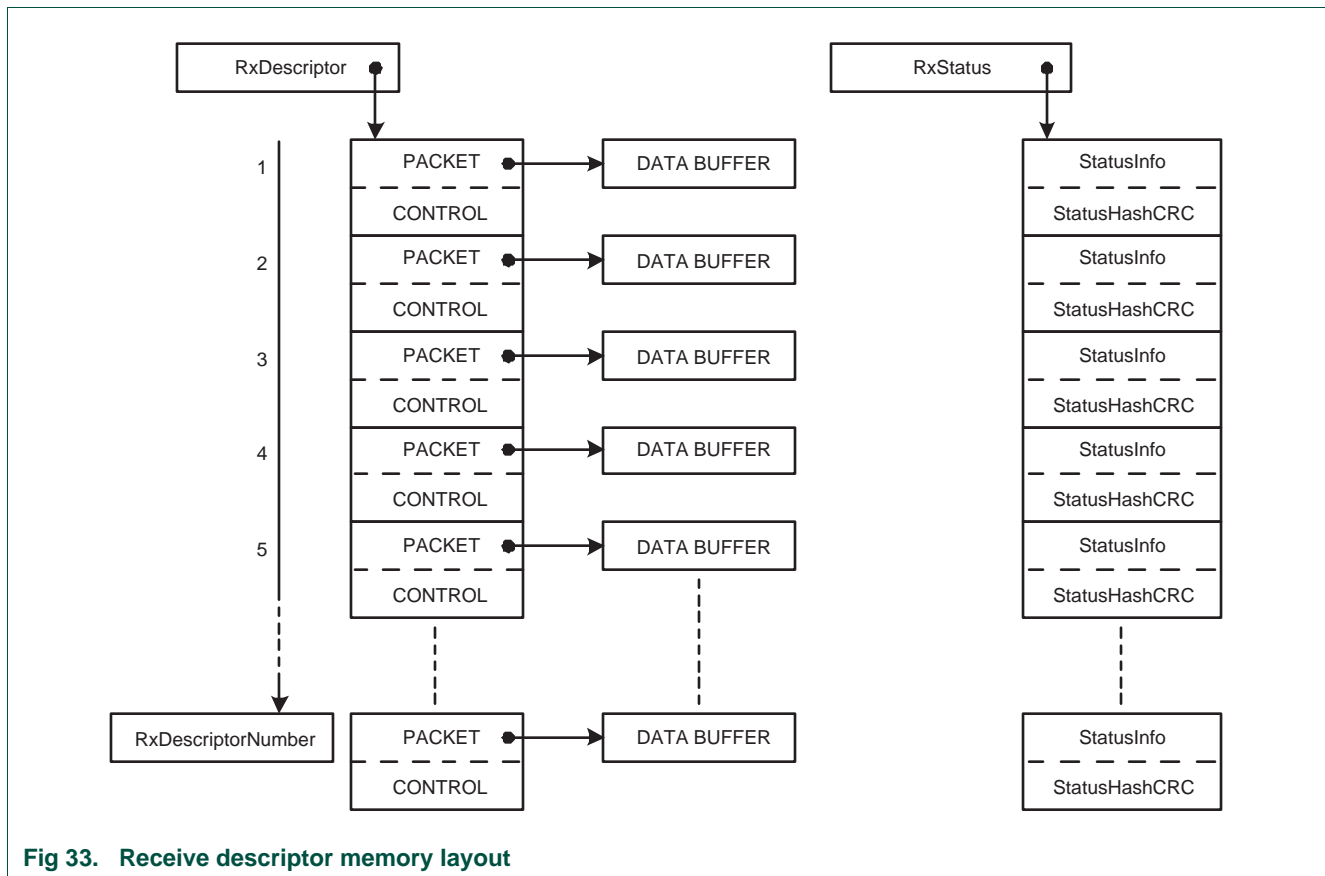 RxDescriptor RxStatus
1 PACKET DATA BUFFER StatusInfo
CONTROL StatusHashCRC
2 PACKET DATA BUFFER StatusInfo
CONTROL StatusHashCRC
3 PACKET DATA BUFFER StatusInfo
CONTROL StatusHashCRC
4 PACKET DATA BUFFER StatusInfo
CONTROL StatusHashCRC
5 PACKET DATA BUFFER StatusInfo
CONTROL StatusHashCRC
RxDescriptorNumber PACKET DATA BUFFER StatusInfo
CONTROL StatusHashCRC
Fig 33. Receive descriptor memory layout